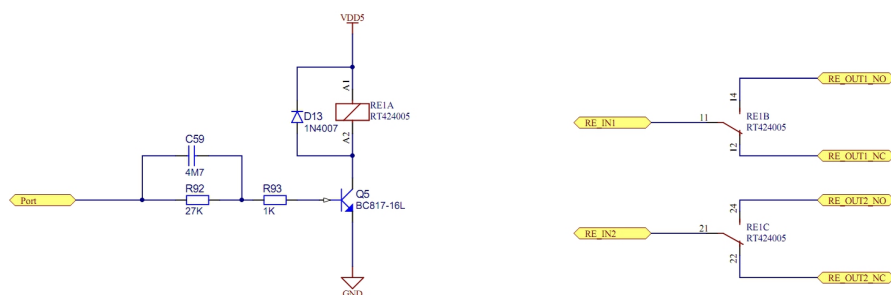 VDD5
A1
RE1A
RT424005
A2
D13
1N4007
C59
4M7
R92
27K
R93
1K
Port
Q5
BC817-16L
GND
RE_OUT1_NO
14
RE1B
RT424005
RE_IN1
11
12
RE_OUT1_NC
RE_OUT2_NO
24
RE1C
RT424005
RE_IN2
21
22
RE_OUT2_NC